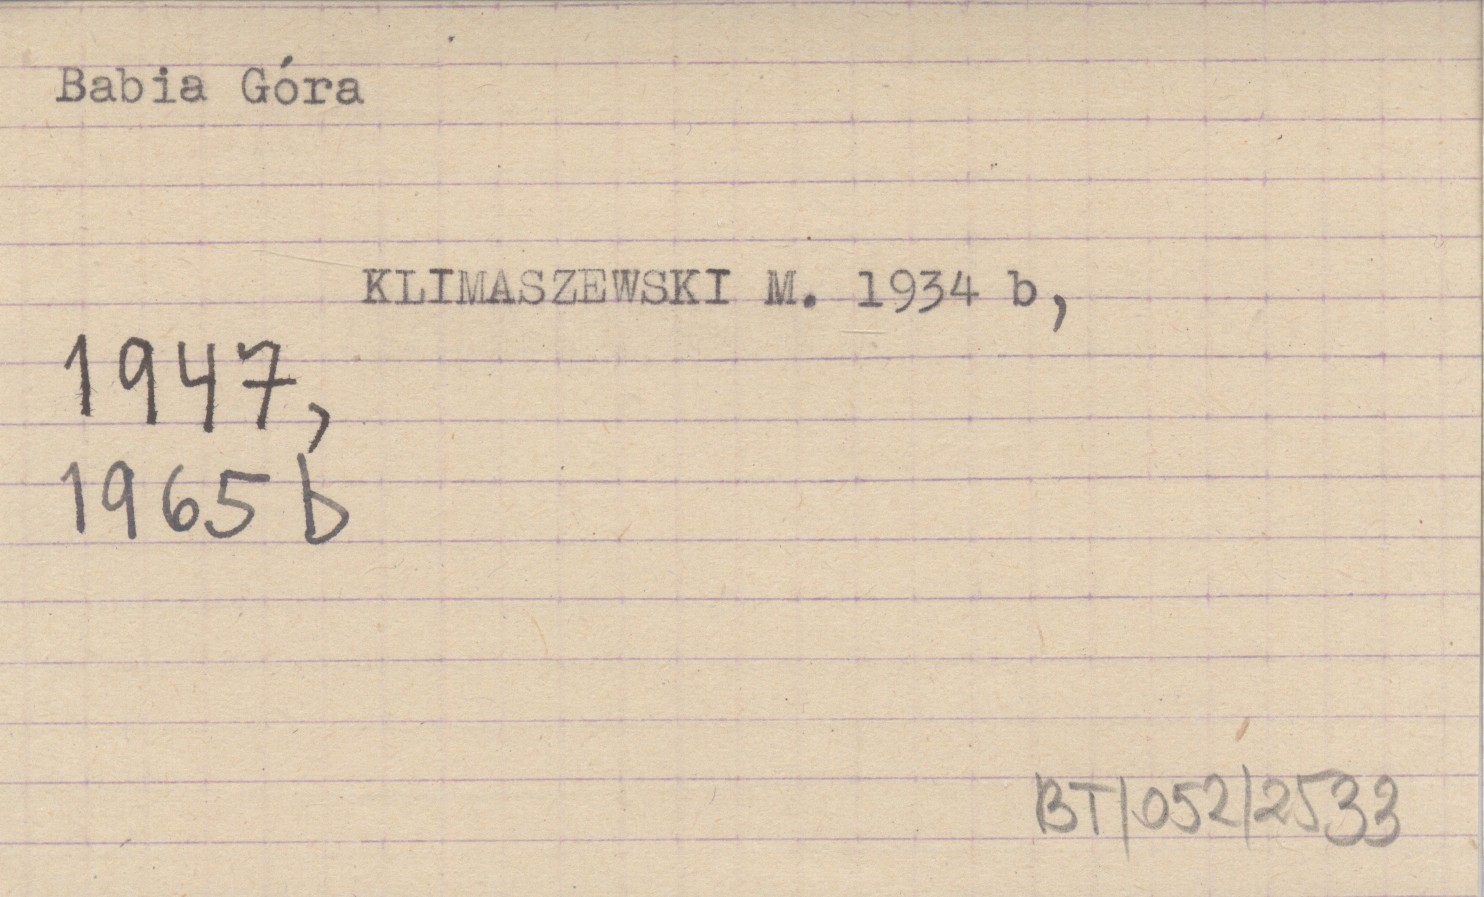 Babia Góra
KLIMASZEWSKI M. 1934 b,
1947,
1965 b
BT/052/2533